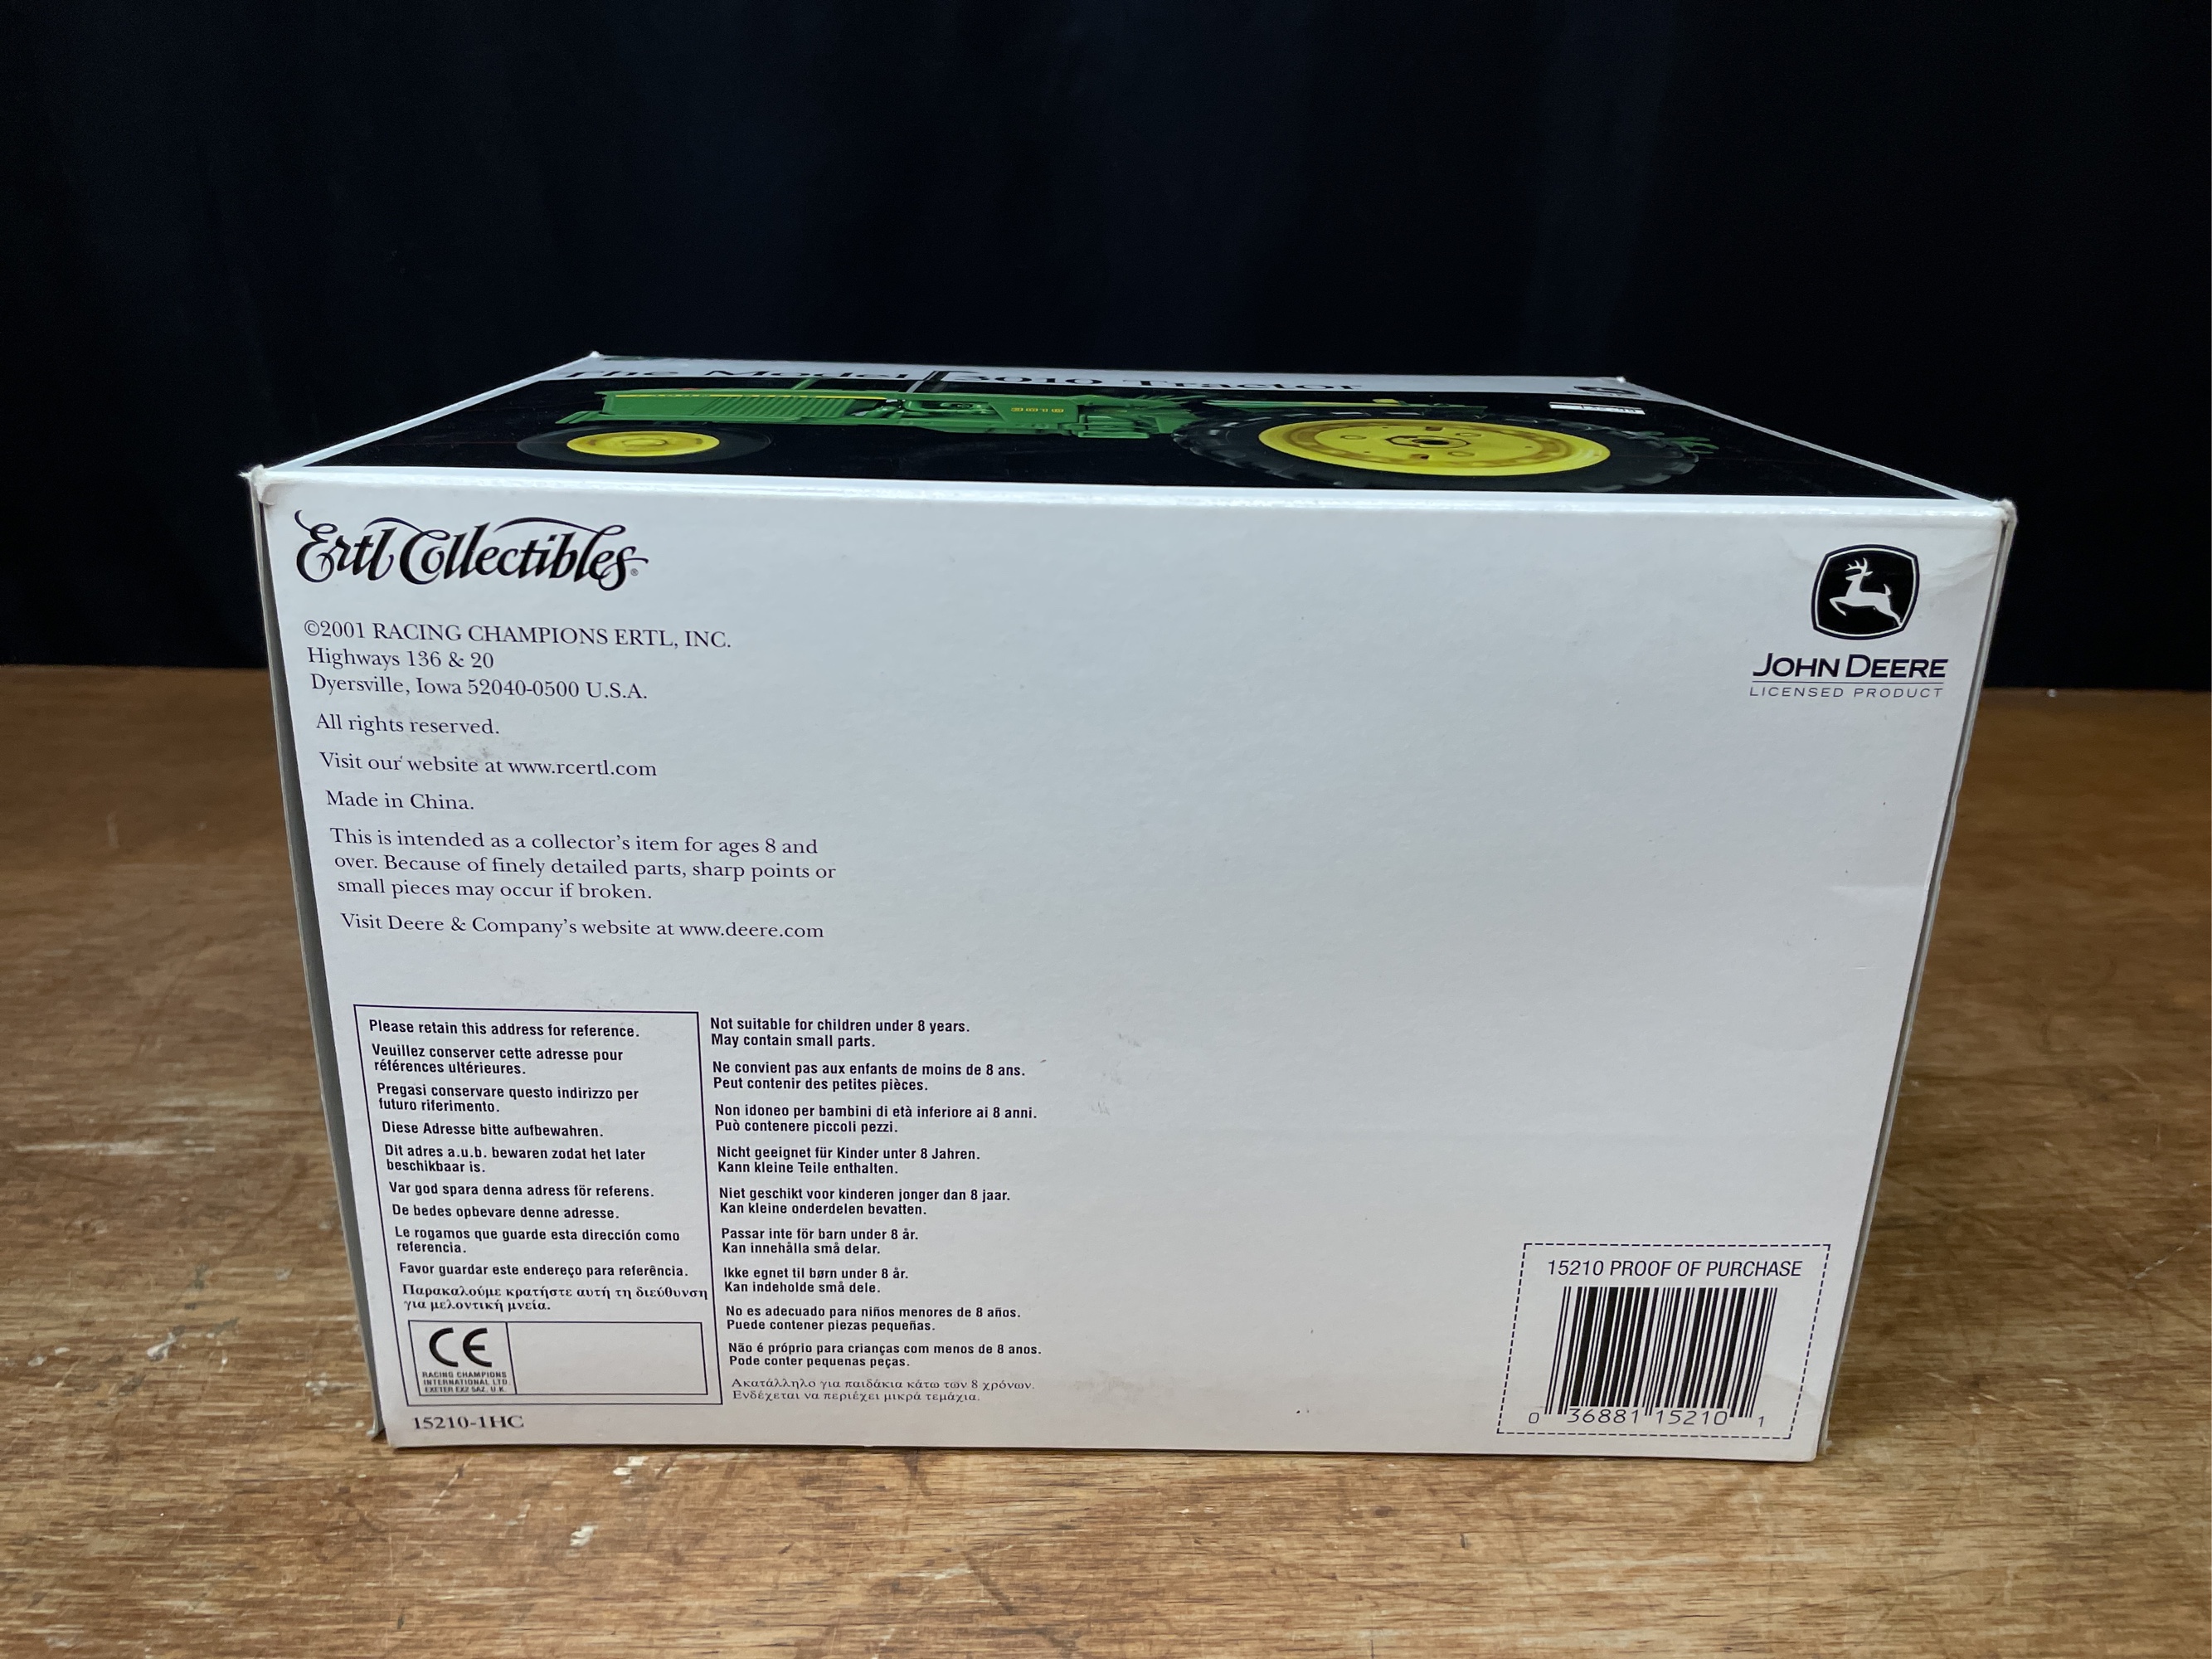 The Model 3010 Tractor
3010
Ertl Collectibles®
©2001 RACING CHAMPIONS ERTL, INC.
Highways 136 & 20
Dyersville, Iowa 52040-0500 U.S.A.
All rights reserved.
Visit our website at www.rcertl.com
Made in China.
This is intended as a collector's item for ages 8 and
over. Because of finely detailed parts, sharp points or
small pieces may occur if broken.
Visit Deere & Company's website at www.deere.com
JOHN DEERE
LICENSED PRODUCT
Please retain this address for reference.
Veuillez conserver cette adresse pour
références ultérieures.
Pregasi conservare questo indirizzo per
futuro riferimento.
Diese Adresse bitte aufbewahren.
Dit adres a.u.b. bewaren zodat het later
beschikbaar is.
Var god spara denna adress för referens.
De bedes opbevare denne adresse.
Le rogamos que guarde esta dirección como
referencia.
Favor guardar este endereço para referência.
Παρακαλούμε κρατήστε αυτή τη διεύθυνση
για μελοντική μνεία.
CE
RACING CHAMPIONS
INTERNATIONAL LTD
EXETER EX2 8AZ, U.K.
15210-1HC
Not suitable for children under 8 years.
May contain small parts.
Ne convient pas aux enfants de moins de 8 ans.
Peut contenir des petites pièces.
Non idoneo per bambini di età inferiore ai 8 anni.
Può contenere piccoli pezzi.
Nicht geeignet für Kinder unter 8 Jahren.
Kann kleine Teile enthalten.
Niet geschikt voor kinderen jonger dan 8 jaar.
Kan kleine onderdelen bevatten.
Passar inte för barn under 8 år.
Kan innehålla små delar.
Ikke egnet til børn under 8 år.
Kan indeholde små dele.
No es adecuado para niños menores de 8 años.
Puede contener piezas pequeñas.
Não é próprio para crianças com menos de 8 anos.
Pode conter pequenas peças.
Ακατάλληλο για παιδάκια κάτω των 8 χρόνων.
Ενδέχεται να περιέχει μικρά τεμάχια.
15210 PROOF OF PURCHASE
0 36881 15210 1